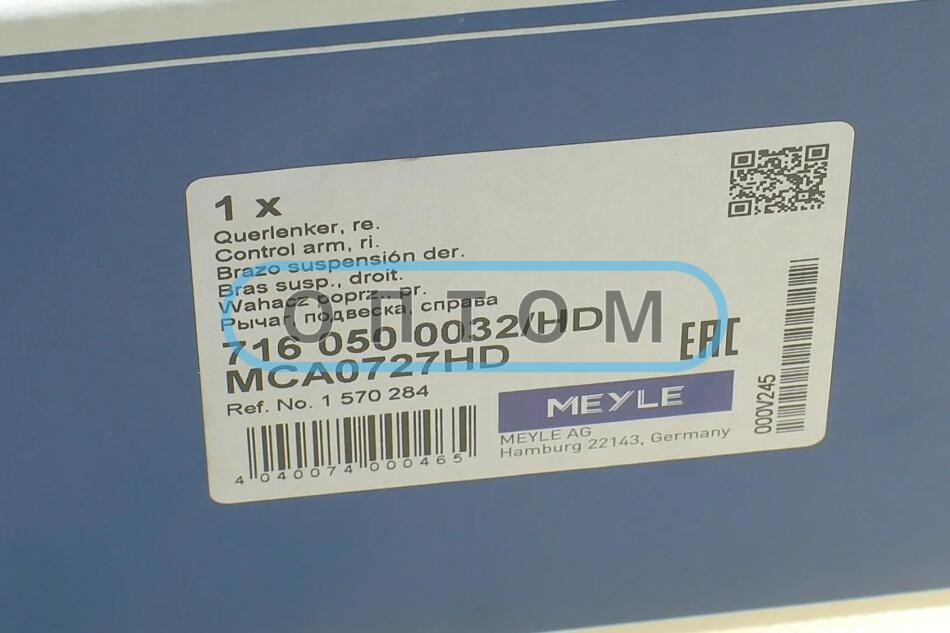 1 x
Querlenker, re.
Control arm, ri.
Brazo suspensión der.
Bras susp., droit.
Wahacz poprz., pr.
Рычаг, подвеска, справа
ОПТОМ
716 050 0032/HD
MCA0727HD
Ref. No. 1 570 284
EAC
MEYLE
MEYLE AG
Hamburg 22143, Germany
000V245
4 040074 000465